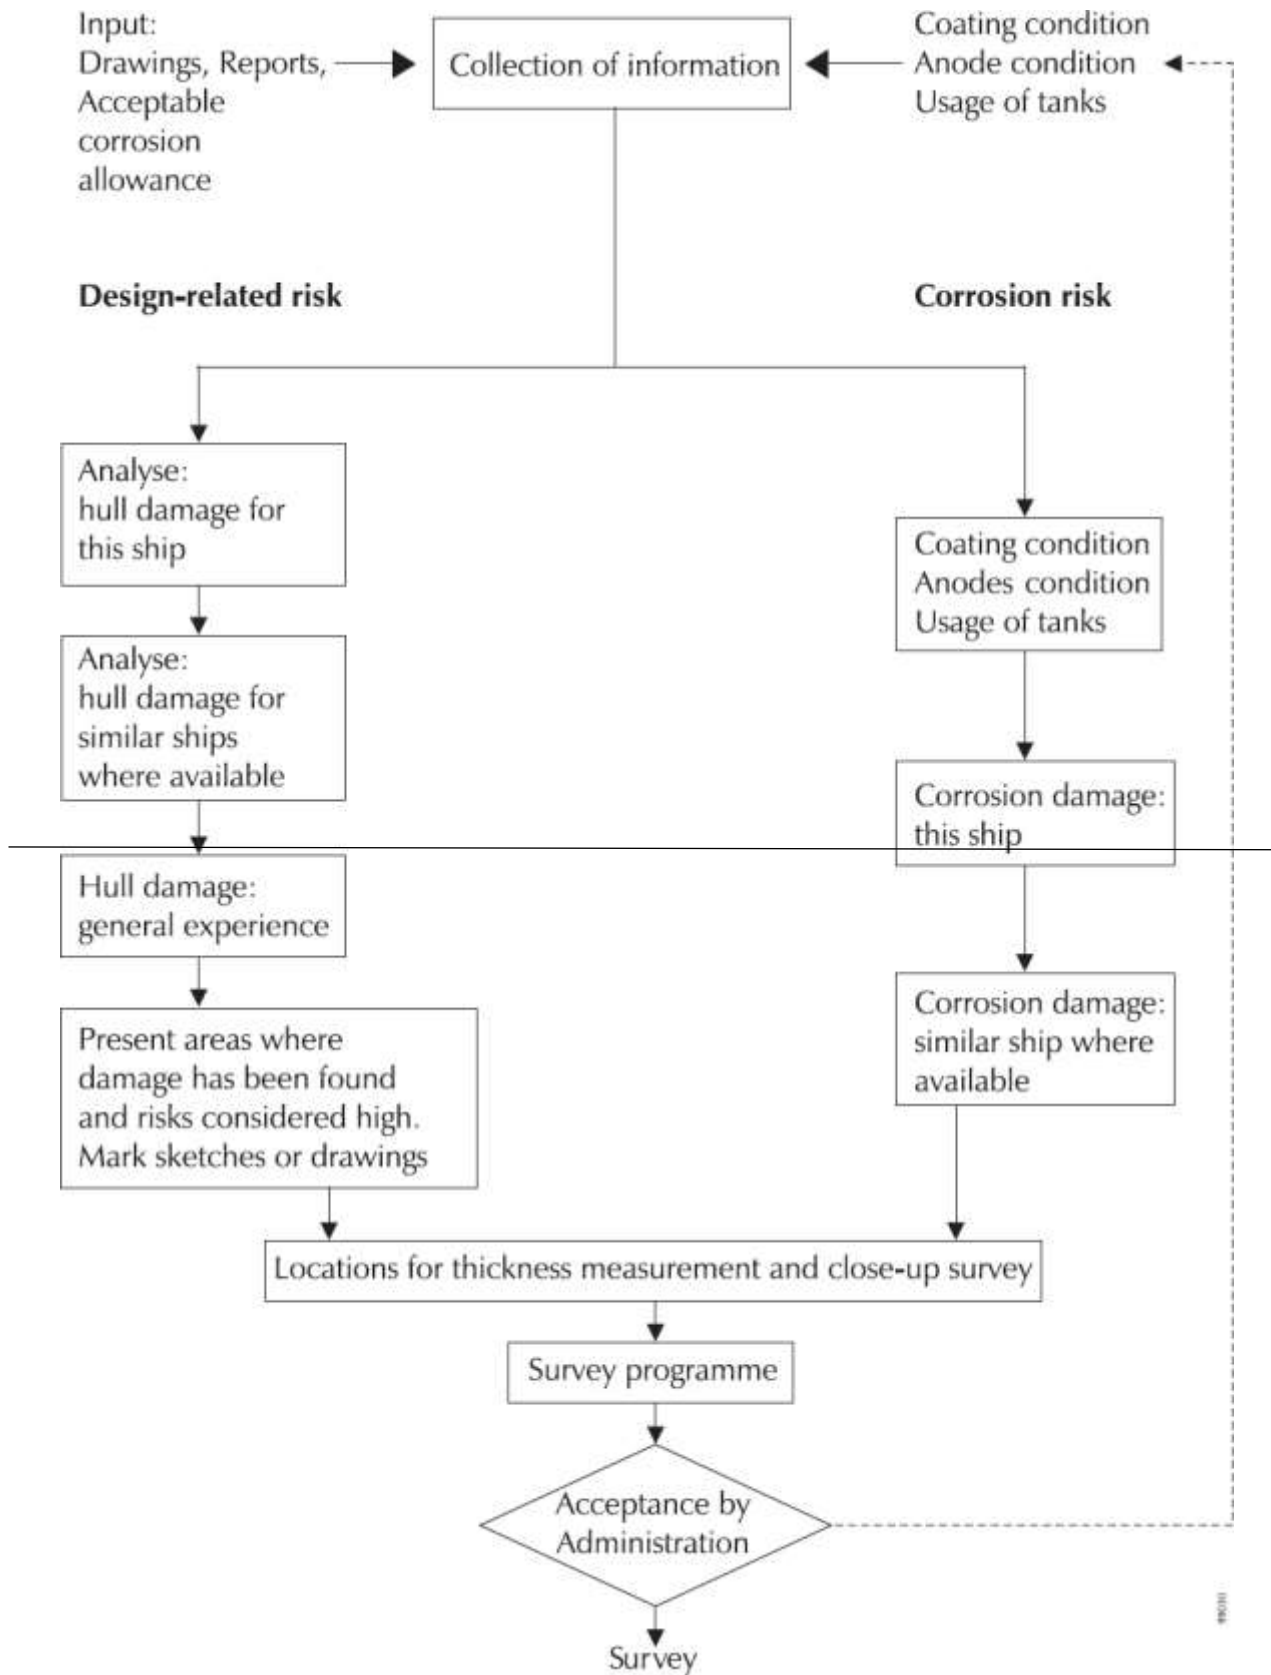 Input:
Drawings, Reports,
Acceptable
corrosion
allowance
Collection of information
Coating condition
Anode condition
Usage of tanks
Design-related risk
Corrosion risk
Analyse:
hull damage for
this ship
Analyse:
hull damage for
similar ships
where available
Hull damage:
general experience
Present areas where
damage has been found
and risks considered high.
Mark sketches or drawings
Coating condition
Anodes condition
Usage of tanks
Corrosion damage:
this ship
Corrosion damage:
similar ship where
available
Locations for thickness measurement and close-up survey
Survey programme
Acceptance by
Administration
Survey